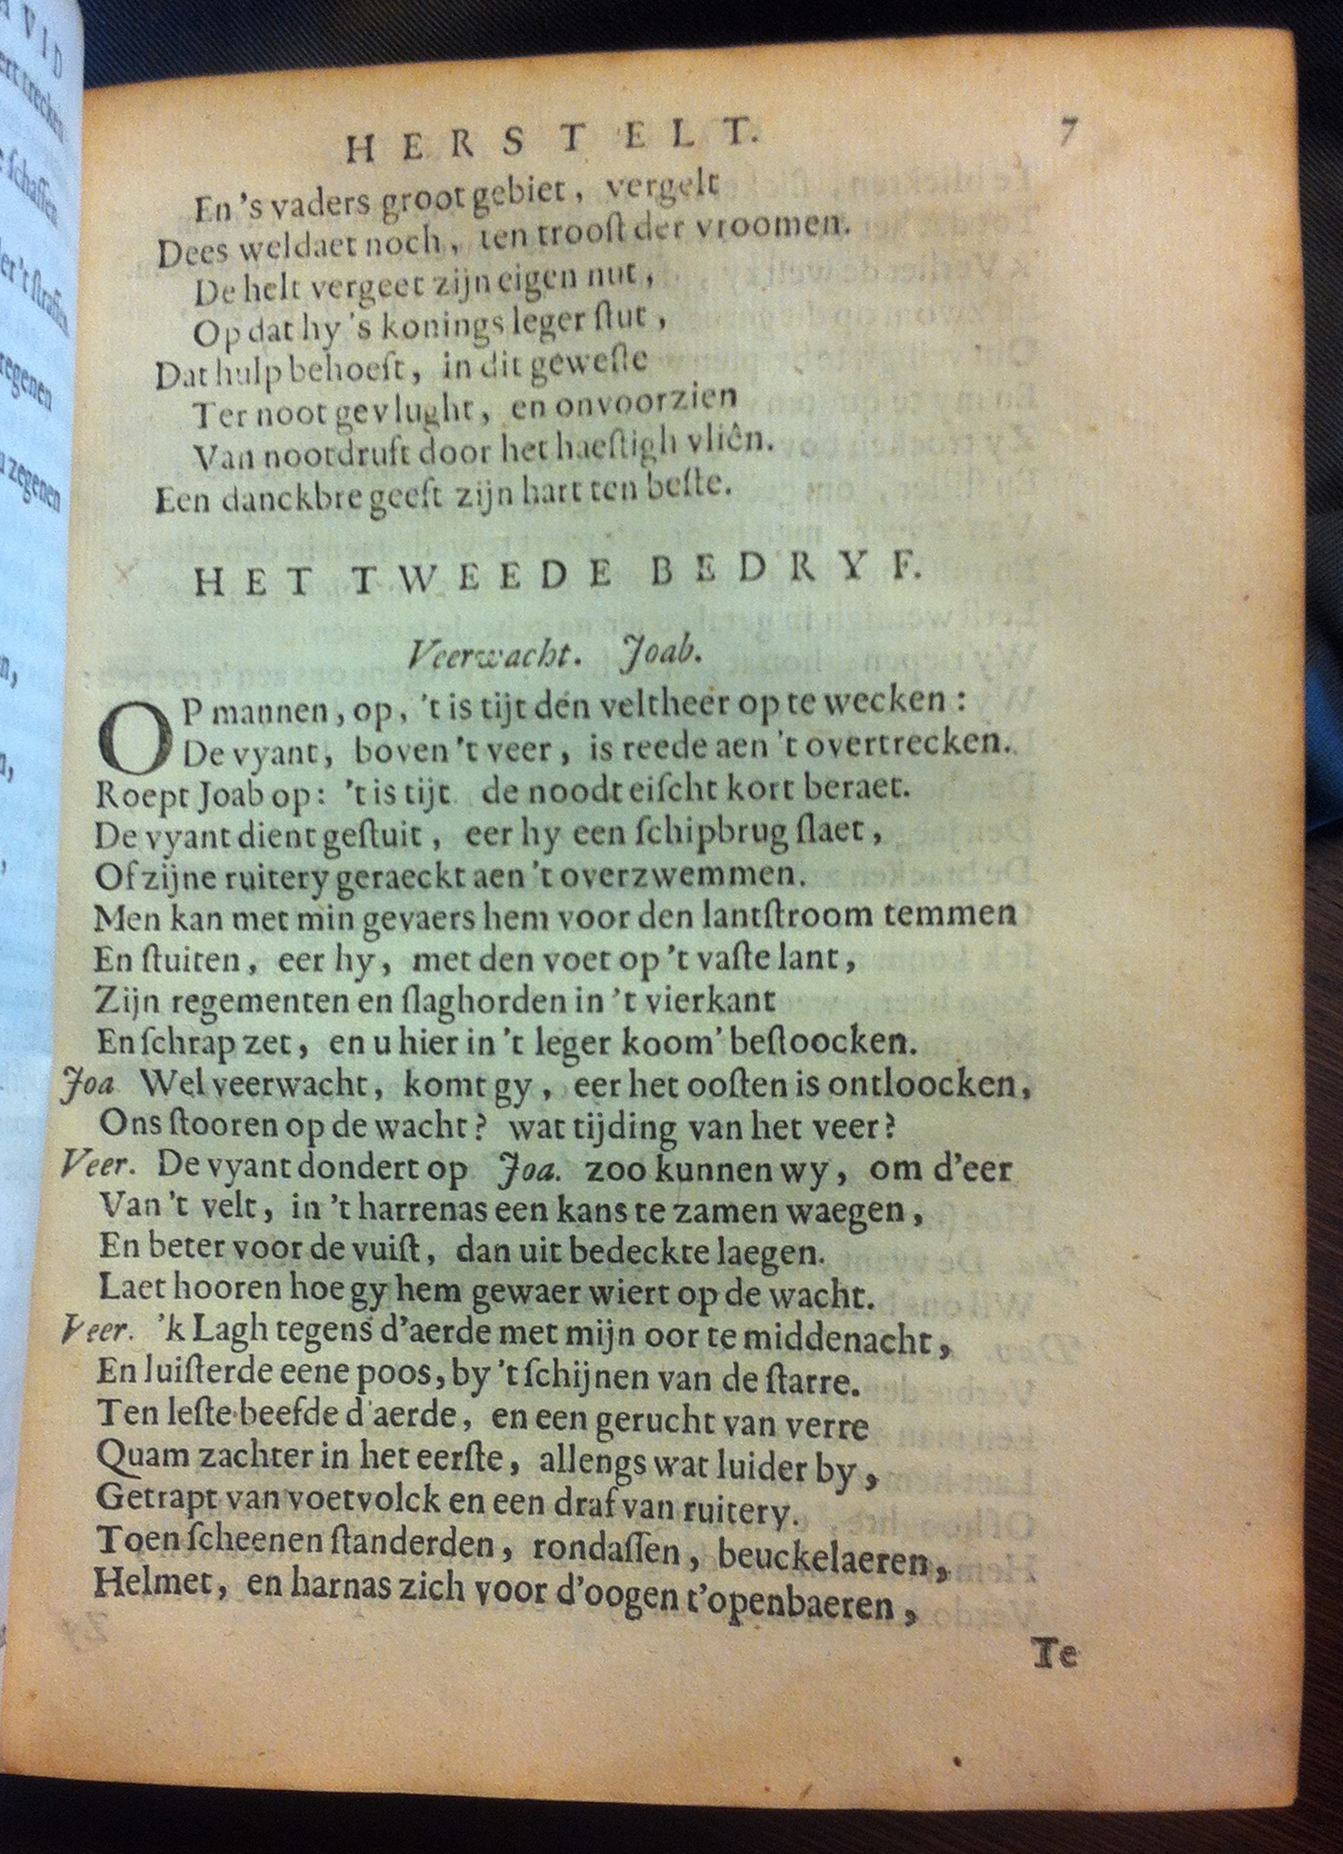 HERSTELT. 7
En 's vaders groot gebiet, vergelt
Dees weldaet noch, ten trooſt der vroomen.
De helt vergeet zijn eigen nut,
Op dat hy 's konings leger ſtut,
Dat hulp behoeft, in dit geweſte
Ter noot gevlught, en onvoorzien
Van nootdruft door het haeſtigh vliên.
Een danckbre geeft zijn hart ten beſte.
HET TWEEDE BEDRYF.
Veerwacht. Joab.
OP mannen, op, 't is tijt den veltheer op te wecken:
De vyant, boven 't veer, is reede aen 't overtrecken.
Roept Joab op: 't is tijt de noodt eiſcht kort beraet.
De vyant dient geſtuit, eer hy een ſchipbrug ſlaet,
Of zijne ruitery geraeckt aen 't overzwemmen.
Men kan met min gevaers hem voor den lantſtroom temmen
En ſtuiten, eer hy, met den voet op 't vaſte lant,
Zijn regementen en ſlaghorden in 't vierkant
En ſchrap zet, en u hier in 't leger koom' beſtoocken.
Joa Wel veerwacht, komt gy, eer het ooſten is ontloocken,
Ons ſtooren op de wacht? wat tijding van het veer?
Veer. De vyant dondert op Joa. zoo kunnen wy, om d'eer
Van 't velt, in 't harrenas een kans te zamen waegen,
En beter voor de vuiſt, dan uit bedeckte laegen.
Laet hooren hoe gy hem gewaer wiert op de wacht.
Veer. 'k Lagh tegens d'aerde met mijn oor te middenacht,
En luiſterde eene poos, by 't ſchijnen van de ſtarre.
Ten leſte beefde d'aerde, en een gerucht van verre
Quam zachter in het eerſte, allengs wat luider by,
Getrapt van voetvolck en een draf van ruitery.
Toen ſcheenen ſtanderden, rondaſſen, beuckelaeren,
Helmet, en harnas zich voor d'oogen t'openbaeren,
Te